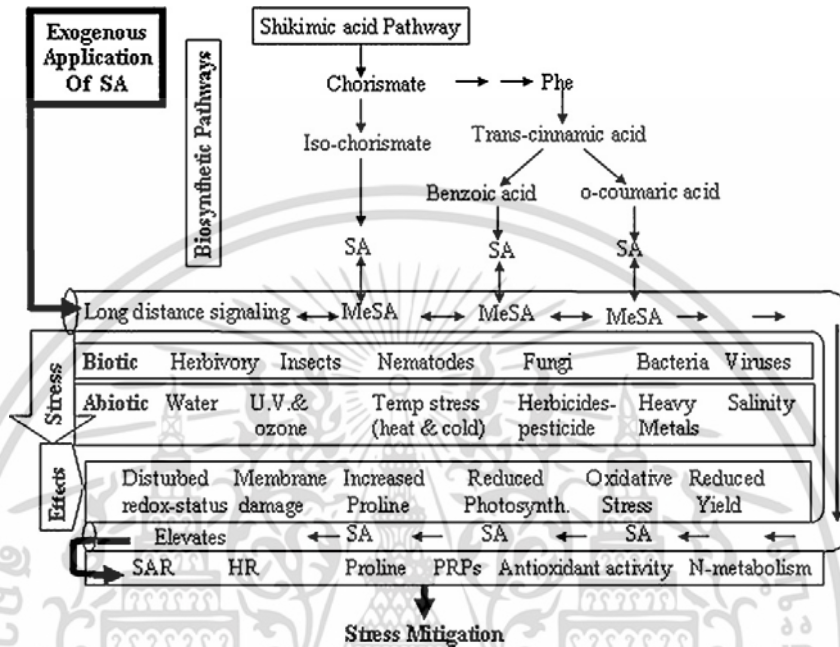 Exogenous
Application
Of SA
Biosynthetic Pathways
Shikimic acid Pathway
Chorismate → → Phe
Iso-chorismate
Trans-cinnamic acid
Benzoic acid o-coumaric acid
SA SA SA
Long distance signaling ↔ MeSA ↔ MeSA ↔ MeSA → →
Stress
Biotic Herbivory Insects Nematodes Fungi Bacteria Viruses
Abiotic Water U.V.& Temp stress Herbicides- Heavy Salinity
ozone (heat & cold) pesticide Metals
Effects
Disturbed Membrane Increased Reduced Oxidative Reduced
redox-status damage Proline Photosynth. Stress Yield
Elevates ← SA ← SA ← SA ← ←
SAR HR Proline PRPs Antioxidant activity N-metabolism
Stress Mitigation